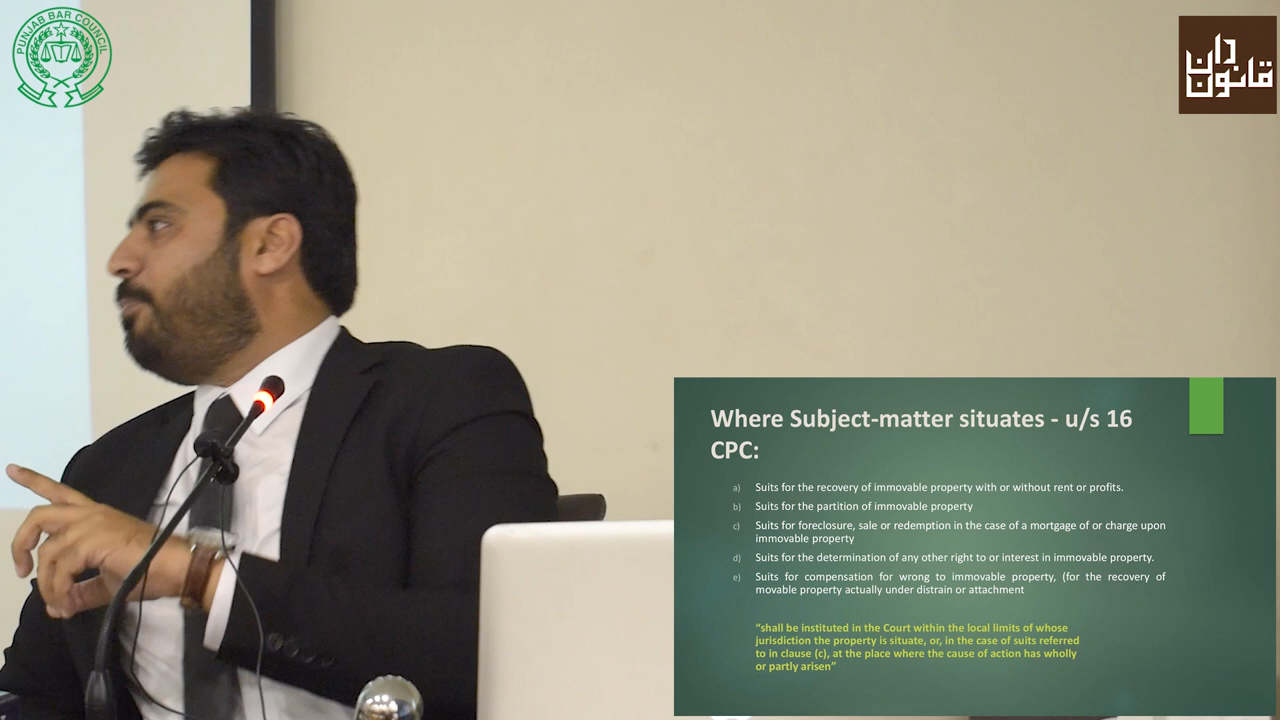 PUNJAB BAR COUNCIL
قانون دان
Where Subject-matter situates - u/s 16
CPC:
a) Suits for the recovery of immovable property with or without rent or profits.
b) Suits for the partition of immovable property
c) Suits for foreclosure, sale or redemption in the case of a mortgage of or charge upon
immovable property
d) Suits for the determination of any other right to or interest in immovable property.
e) Suits for compensation for wrong to immovable property, (for the recovery of
movable property actually under distrain or attachment
“shall be instituted in the Court within the local limits of whose
jurisdiction the property is situate, or, in the case of suits referred
to in clause (c), at the place where the cause of action has wholly
or partly arisen”